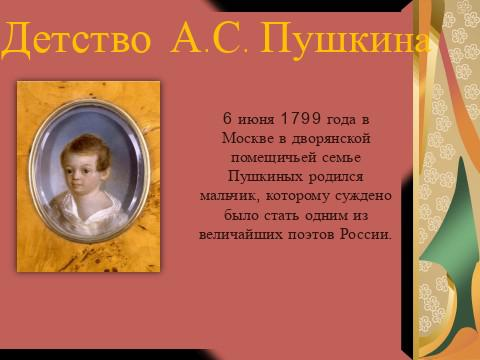 Детство А.С. Пушкина
6 июня 1799 года в
Москве в дворянской
помещичьей семье
Пушкиных родился
мальчик, которому суждено
было стать одним из
величайших поэтов России.